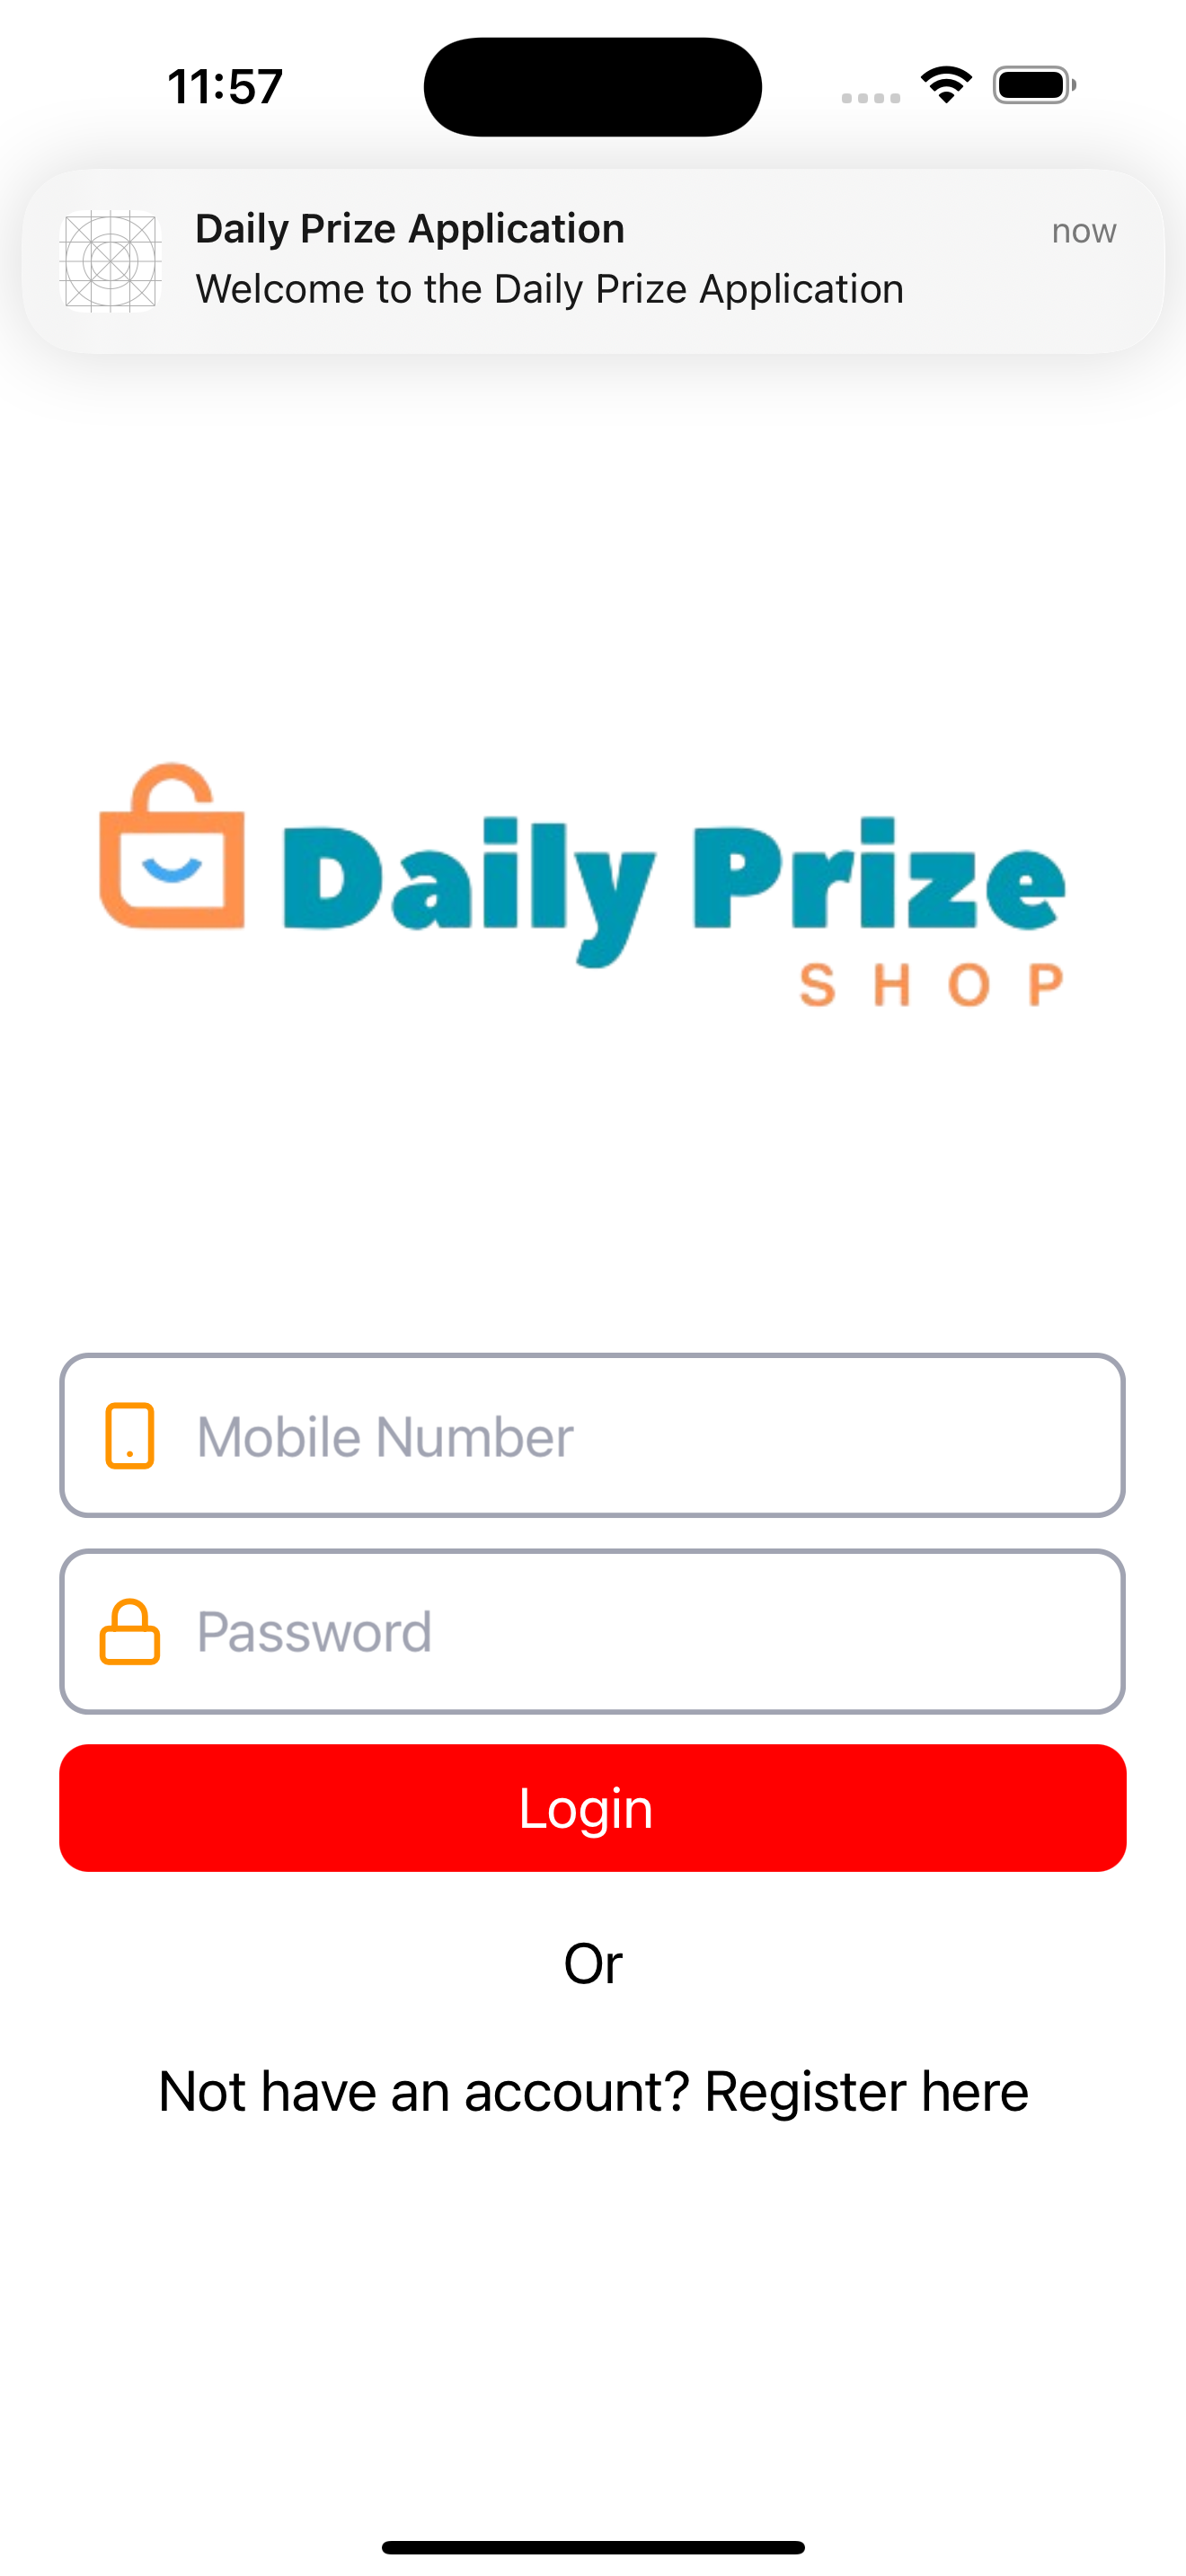 11:57
Daily Prize Application
now
Welcome to the Daily Prize Application
Daily Prize
SHOP
Mobile Number
Password
Login
Or
Not have an account? Register here